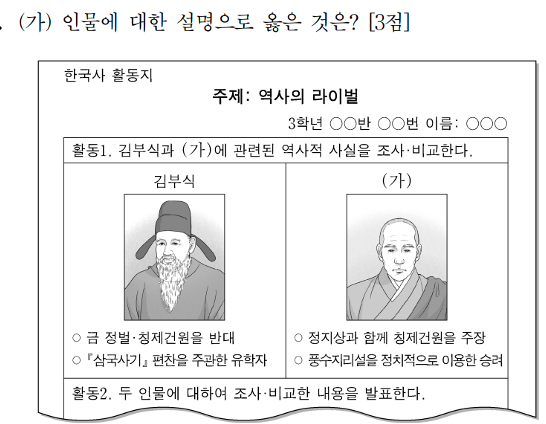 . (가) 인물에 대한 설명으로 옳은 것은? [3점]
한국사 활동지
주제: 역사의 라이벌
3학년 ○○반 ○○번 이름: ○○○
활동1. 김부식과 (가)에 관련된 역사적 사실을 조사·비교한다.
김부식
(가)
○ 금 정벌·칭제건원을 반대
○ 『삼국사기』 편찬을 주관한 유학자
○ 정지상과 함께 칭제건원을 주장
○ 풍수지리설을 정치적으로 이용한 승려
활동2. 두 인물에 대하여 조사·비교한 내용을 발표한다.